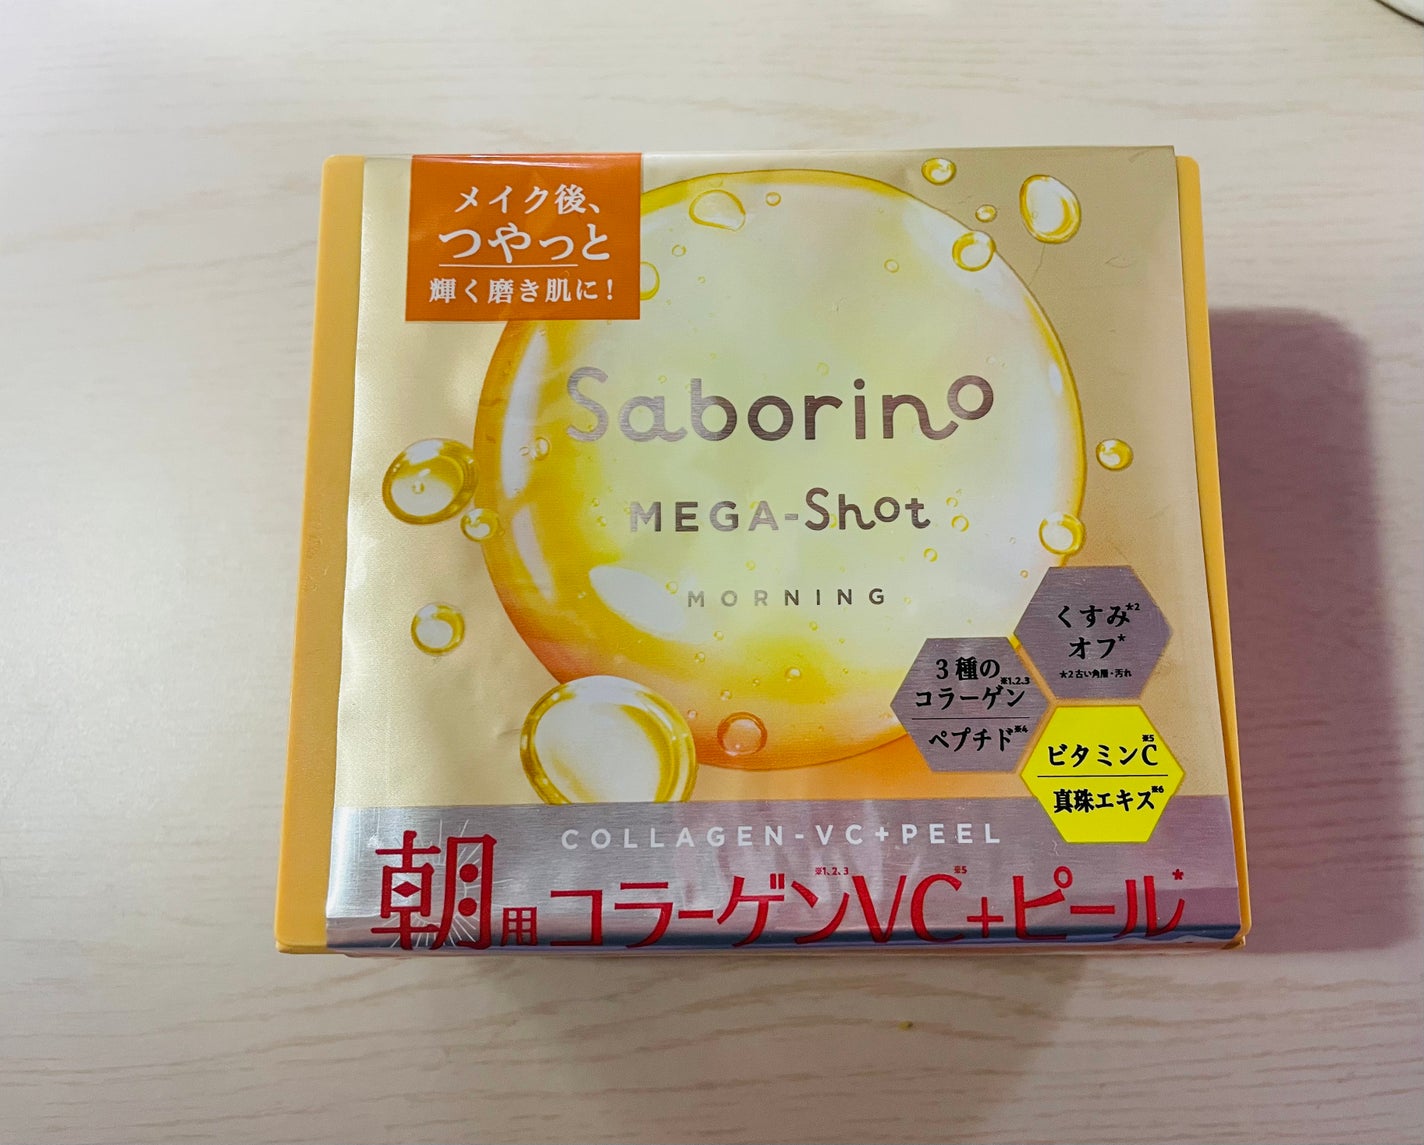 メイク後、
つやっと
輝く磨き肌に！
Saborino
MEGA-Shot
MORNING
くすみ★2
オフ★
★2 古い角層・汚れ
3種の
コラーゲン※1.2.3
ペプチド※4
ビタミンC※5
真珠エキス※6
COLLAGEN-VC+PEEL
朝用コラーゲン※1、2、3VC※5+ピール*